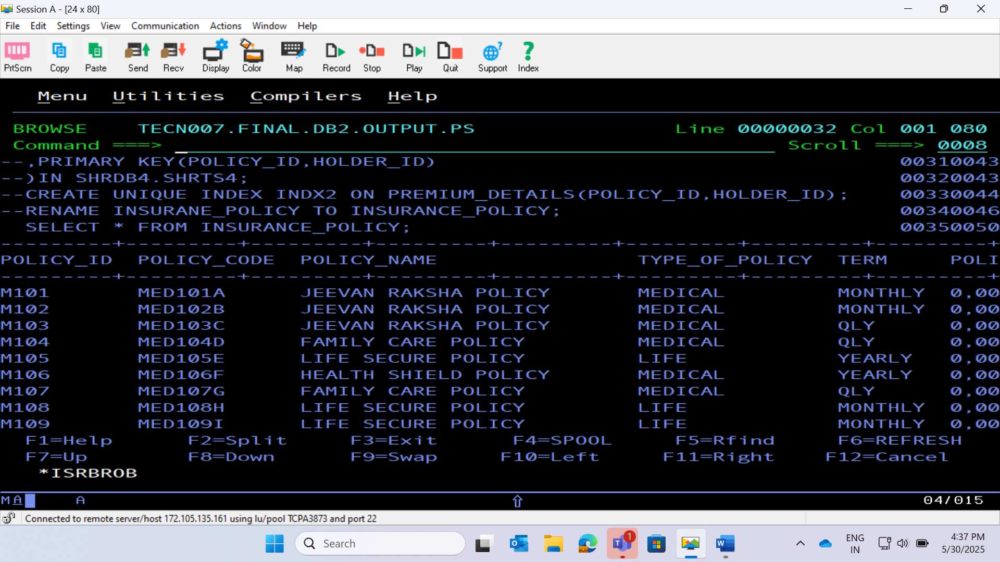 Session A - [24 x 80]
File Edit Settings View Communication Actions Window Help
PrtScrn Copy Paste Send Recv Display Color Map Record Stop Play Quit Support Index
Menu Utilities Compilers Help
BROWSE TECN007.FINAL.DB2.OUTPUT.PS Line 00000032 Col 001 080
Command ===> Scroll ===> 0008
--,PRIMARY KEY(POLICY_ID,HOLDER_ID) 00310043
--)IN SHRDB4.SHRTS4; 00320043
--CREATE UNIQUE INDEX INDX2 ON PREMIUM_DETAILS(POLICY_ID,HOLDER_ID); 00330044
--RENAME INSURANE_POLICY TO INSURANCE_POLICY; 00340046
SELECT * FROM INSURANCE_POLICY; 00350050
---------+---------+---------+---------+---------+---------+---------+---------+
POLICY_ID POLICY_CODE POLICY_NAME TYPE_OF_POLICY TERM POLI
---------+---------+---------+---------+---------+---------+---------+---------+
M101 MED101A JEEVAN RAKSHA POLICY MEDICAL MONTHLY 0,00
M102 MED102B JEEVAN RAKSHA POLICY MEDICAL MONTHLY 0,00
M103 MED103C JEEVAN RAKSHA POLICY MEDICAL QLY 0,00
M104 MED104D FAMILY CARE POLICY MEDICAL QLY 0,00
M105 MED105E LIFE SECURE POLICY LIFE YEARLY 0,00
M106 MED106F HEALTH SHIELD POLICY MEDICAL YEARLY 0,00
M107 MED107G FAMILY CARE POLICY MEDICAL QLY 0,00
M108 MED108H LIFE SECURE POLICY LIFE MONTHLY 0,00
M109 MED109I LIFE SECURE POLICY LIFE MONTHLY 0,00
F1=Help F2=Split F3=Exit F4=SPOOL F5=Rfind F6=REFRESH
F7=Up F8=Down F9=Swap F10=Left F11=Right F12=Cancel
*ISRBROB
MA A 04/015
Connected to remote server/host 172.105.135.161 using lu/pool TCPA3873 and port 22
Search 1 ENG IN 4:37 PM 5/30/2025